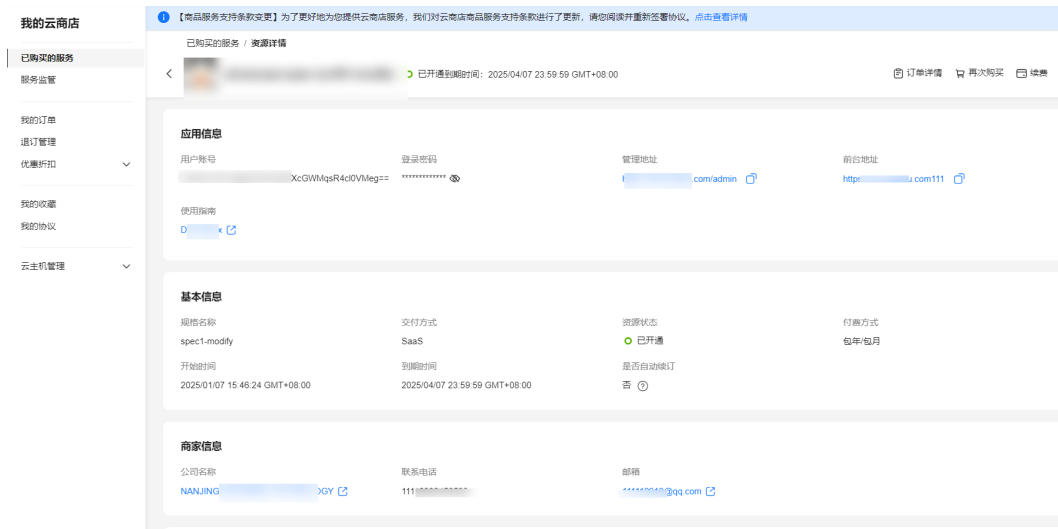 我的云商店
【商品服务支持条款变更】为了更好地为您提供云商店服务，我们对云商店商品服务支持条款进行了更新，请您阅读并重新签署协议。点击查看详情
已购买的服务
服务监管
我的订单
退订管理
优惠折扣
我的收藏
我的协议
云主机管理
已购买的服务 / 资源详情
已开通到期时间：2025/04/07 23:59:59 GMT+08:00
订单详情 再次购买 续费
应用信息
用户账号 登录密码 管理地址 前台地址
XcGWMqsR4cl0VMeg== ************* .com/admin .com111
使用指南
基本信息
规格名称 交付方式 资源状态 付费方式
spec1-modify SaaS 已开通 包年/包月
开始时间 到期时间 是否自动续订
2025/01/07 15:46:24 GMT+08:00 2025/04/07 23:59:59 GMT+08:00 否
商家信息
公司名称 联系电话 邮箱
NANJING 111 @qq.com